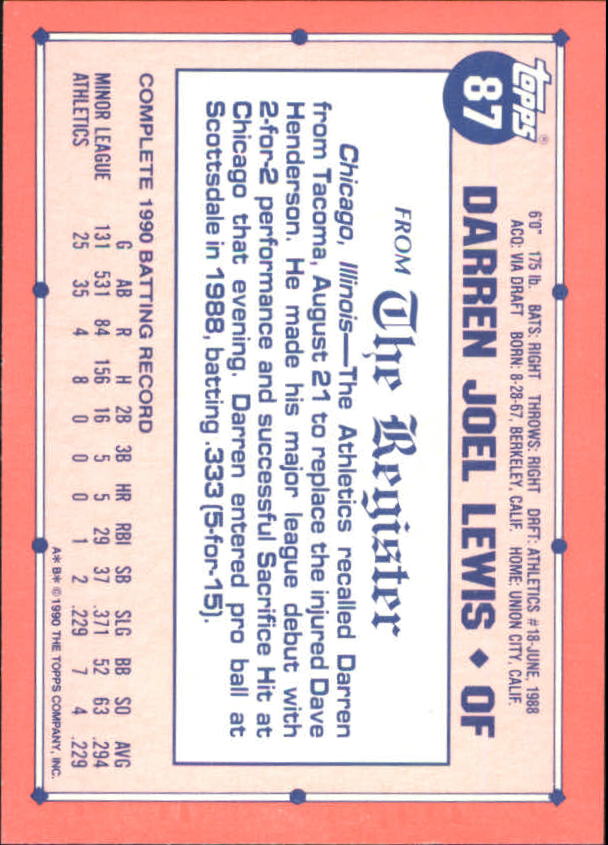 topps®
87
6'0" 175 lb. BATS: RIGHT THROWS: RIGHT DRFT: ATHLETICS #18-JUNE, 1988
ACQ: VIA DRAFT BORN: 8-28-67, BERKELEY, CALIF. HOME: UNION CITY, CALIF.
DARREN JOEL LEWIS ◆ OF
FROM The Register
Chicago, Illinois—The Athletics recalled Darren
from Tacoma, August 21 to replace the injured Dave
Henderson. He made his major league debut with
2-for-2 performance and successful Sacrifice Hit at
Chicago that evening. Darren entered pro ball at
Scottsdale in 1988, batting .333 (5-for-15).
COMPLETE 1990 BATTING RECORD
G AB R H 2B 3B HR RBI SB SLG BB SO AVG
MINOR LEAGUE 131 531 84 156 16 5 5 29 37 .371 52 63 .294
ATHLETICS 25 35 4 8 0 0 0 1 2 .229 7 4 .229
A* B* © 1990 THE TOPPS COMPANY, INC.